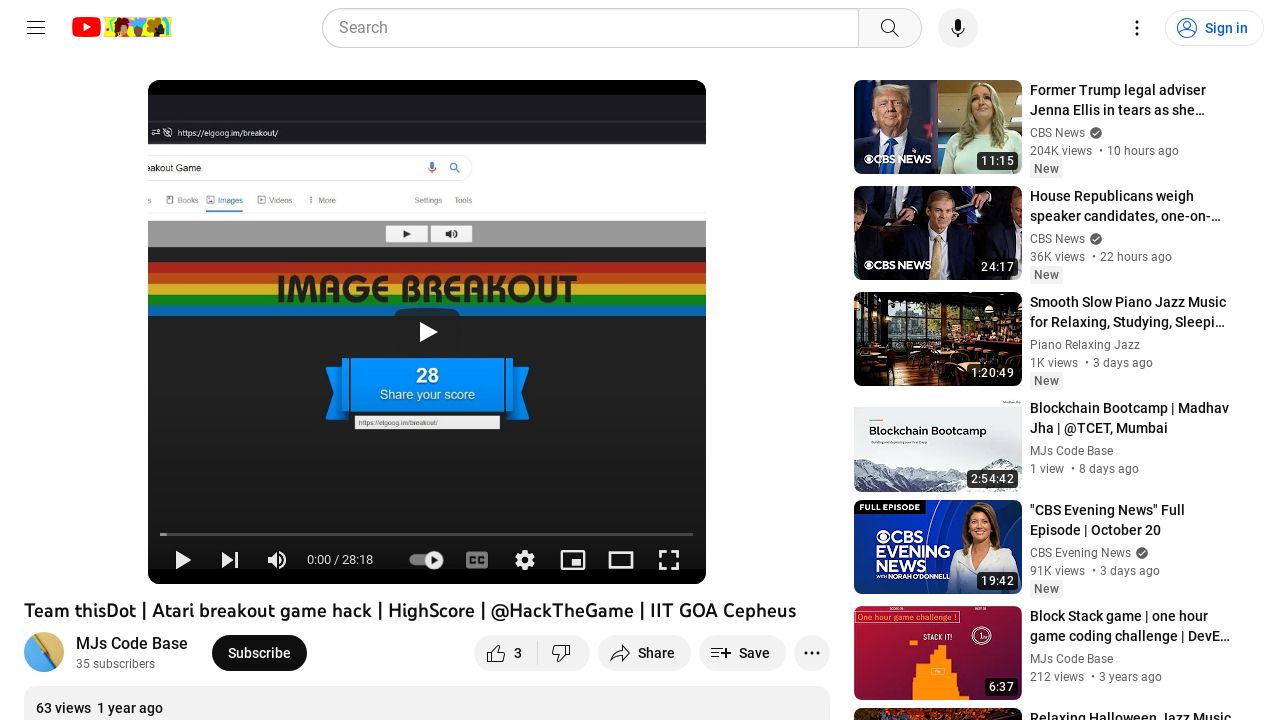 Search
Sign in
https://elgoog.im/breakout/
eakout Game
Books
Images
Videos
More
Settings
Tools
IMAGE BREAKOUT
28
Share your score
https://elgoog.im/breakout/
0:00 / 28:18
CC
Team thisDot | Atari breakout game hack | HighScore | @HackTheGame | IIT GOA Cepheus
MJs Code Base
35 subscribers
Subscribe
3
Share
Save
63 views 1 year ago
CBS NEWS
11:15
Former Trump legal adviser
Jenna Ellis in tears as she…
CBS News
204K views • 10 hours ago
New
CBS NEWS
24:17
House Republicans weigh
speaker candidates, one-on-…
CBS News
36K views • 22 hours ago
New
1:20:49
Smooth Slow Piano Jazz Music
for Relaxing, Studying, Sleepi…
Piano Relaxing Jazz
1K views • 3 days ago
New
Blockchain Bootcamp
2:54:42
Blockchain Bootcamp | Madhav
Jha | @TCET, Mumbai
MJs Code Base
1 view • 8 days ago
FULL EPISODE
CBS
EVENING
NEWS
WITH NORAH O'DONNELL
19:42
"CBS Evening News" Full
Episode | October 20
CBS Evening News
91K views • 3 days ago
New
One hour game challenge !
STACK IT!
6:37
Block Stack game | one hour
game coding challenge | DevE…
MJs Code Base
212 views • 3 years ago
Relaxing Halloween Jazz Music